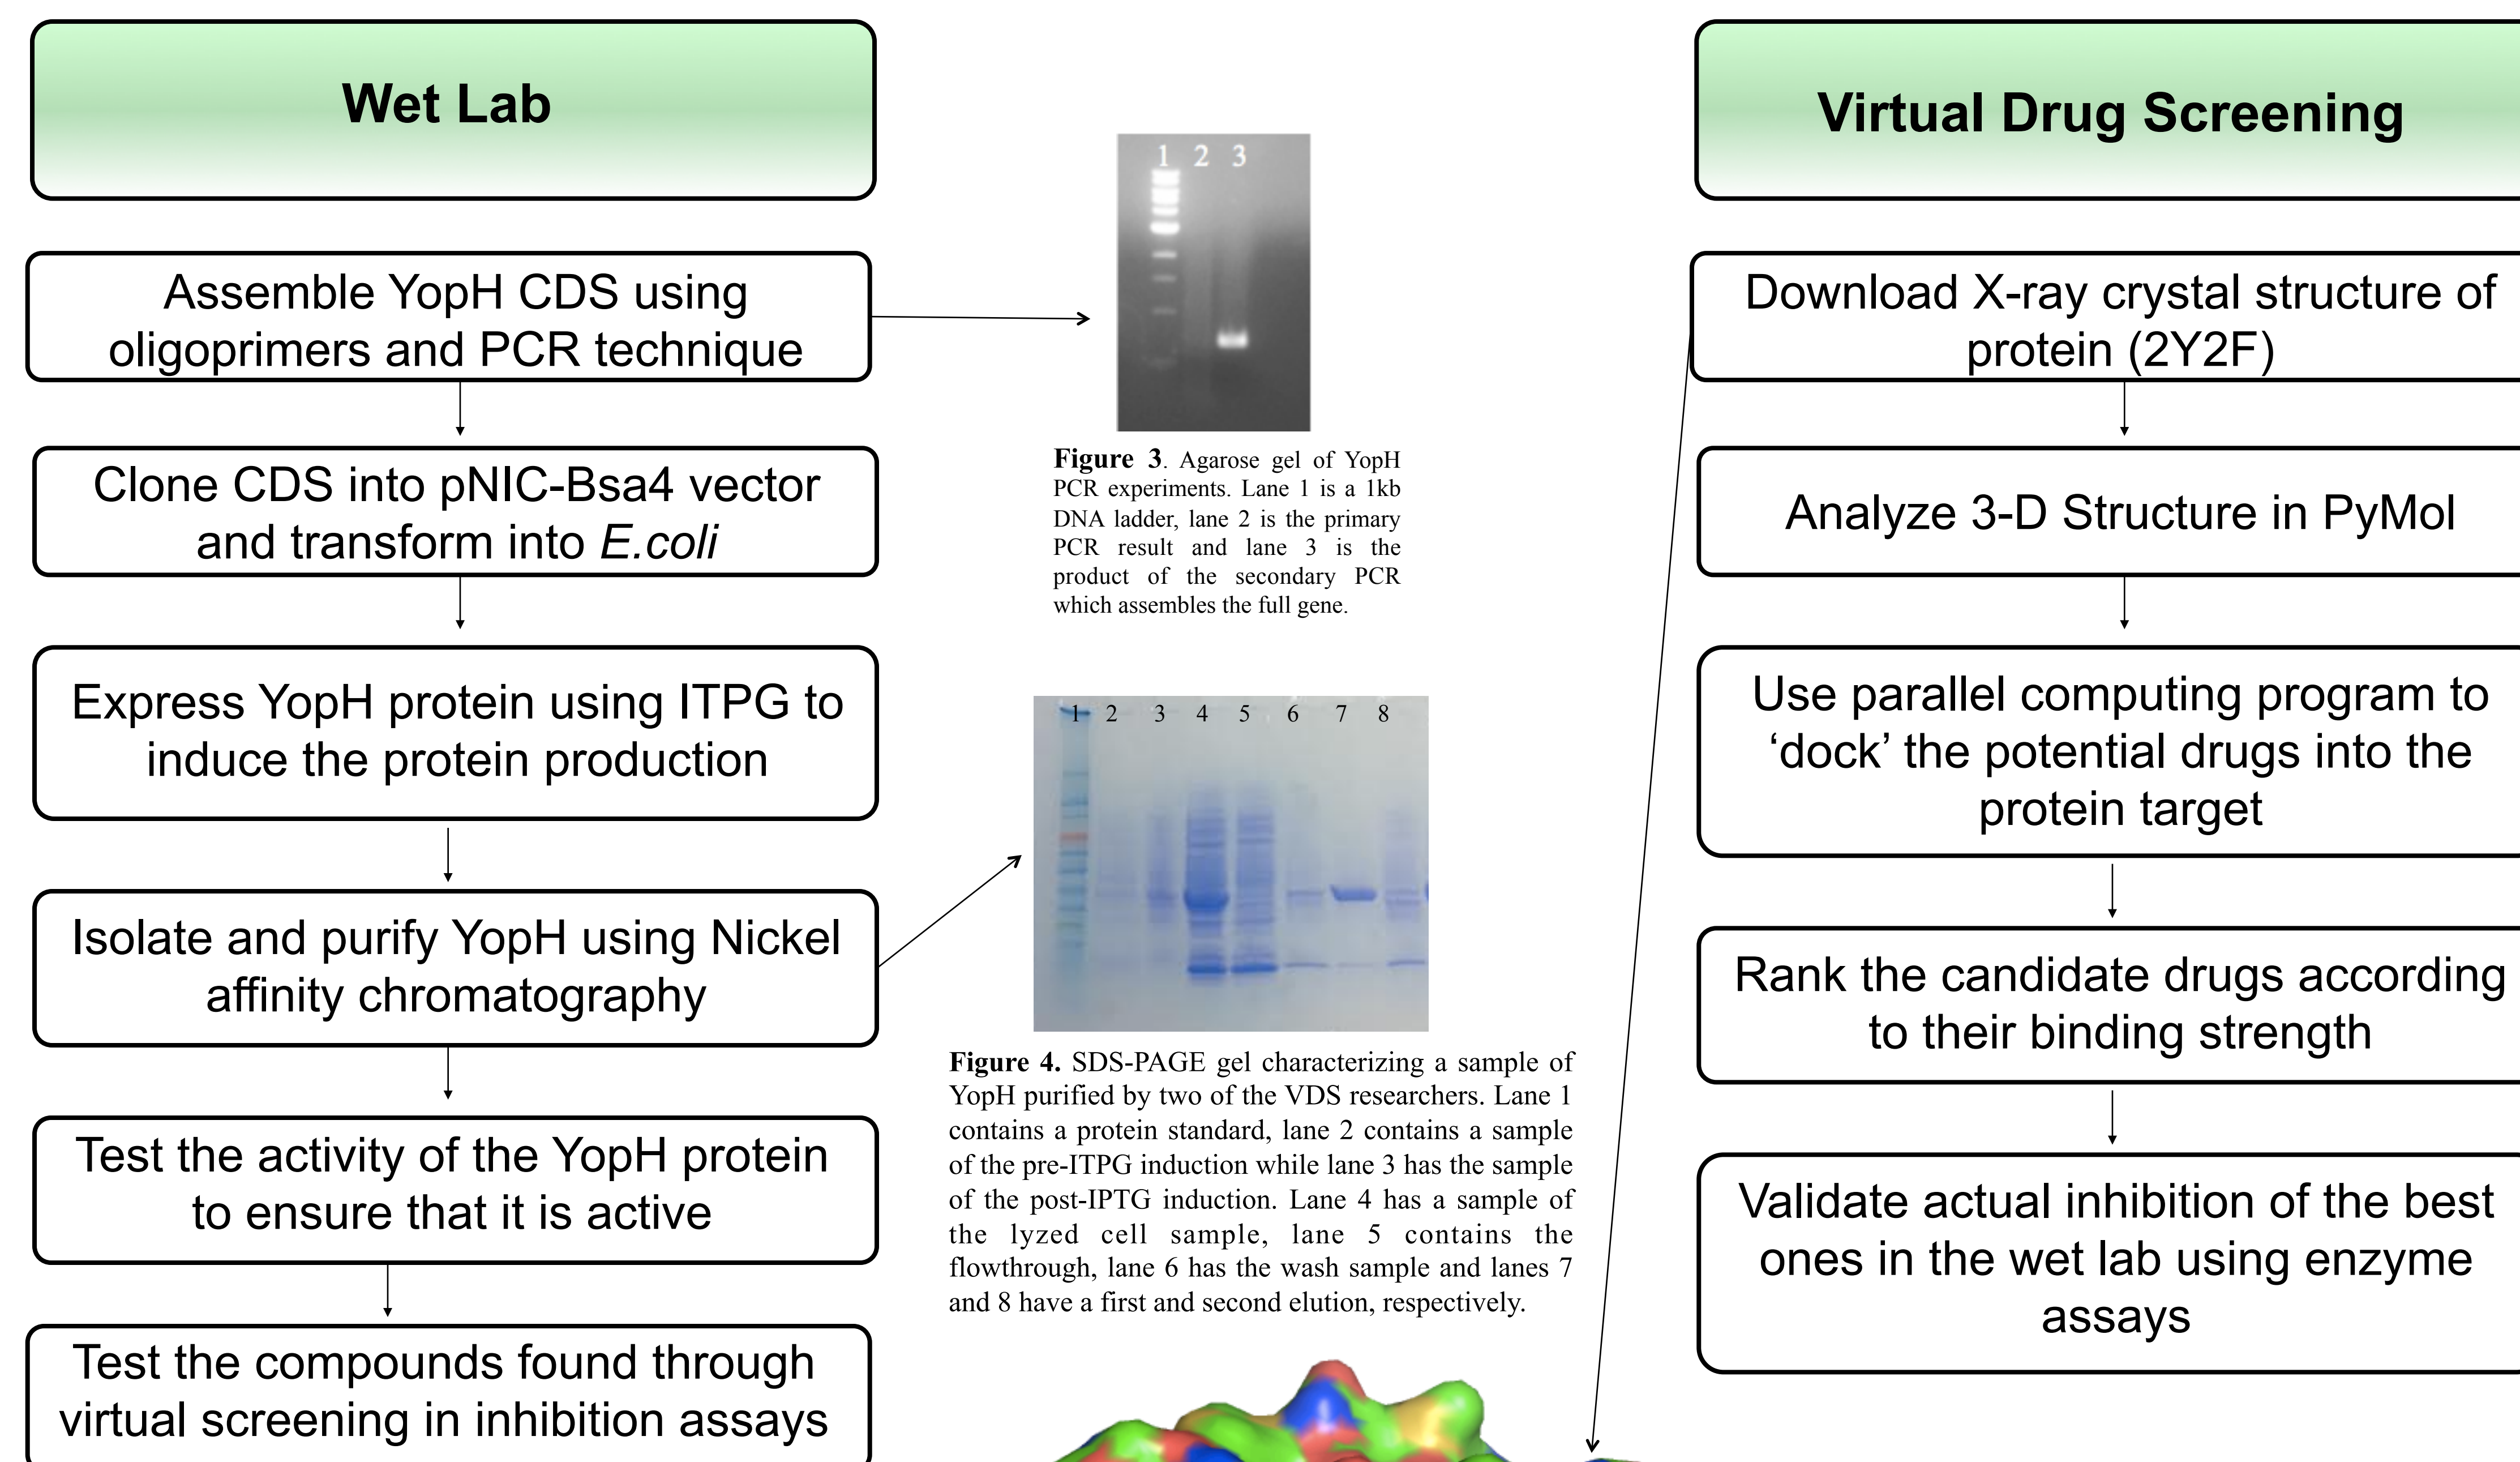 Wet Lab
Assemble YopH CDS using
oligoprimers and PCR technique
Clone CDS into pNIC-Bsa4 vector
and transform into E.coli
Express YopH protein using ITPG to
induce the protein production
Isolate and purify YopH using Nickel
affinity chromatography
Test the activity of the YopH protein
to ensure that it is active
Test the compounds found through
virtual screening in inhibition assays
1 2 3
Figure 3. Agarose gel of YopH
PCR experiments. Lane 1 is a 1kb
DNA ladder, lane 2 is the primary
PCR result and lane 3 is the
product of the secondary PCR
which assembles the full gene.
1 2 3 4 5 6 7 8
Figure 4. SDS-PAGE gel characterizing a sample of
YopH purified by two of the VDS researchers. Lane 1
contains a protein standard, lane 2 contains a sample
of the pre-ITPG induction while lane 3 has the sample
of the post-IPTG induction. Lane 4 has a sample of
the lyzed cell sample, lane 5 contains the
flowthrough, lane 6 has the wash sample and lanes 7
and 8 have a first and second elution, respectively.
Virtual Drug Screening
Download X-ray crystal structure of
protein (2Y2F)
Analyze 3-D Structure in PyMol
Use parallel computing program to
‘dock’ the potential drugs into the
protein target
Rank the candidate drugs according
to their binding strength
Validate actual inhibition of the best
ones in the wet lab using enzyme
assays